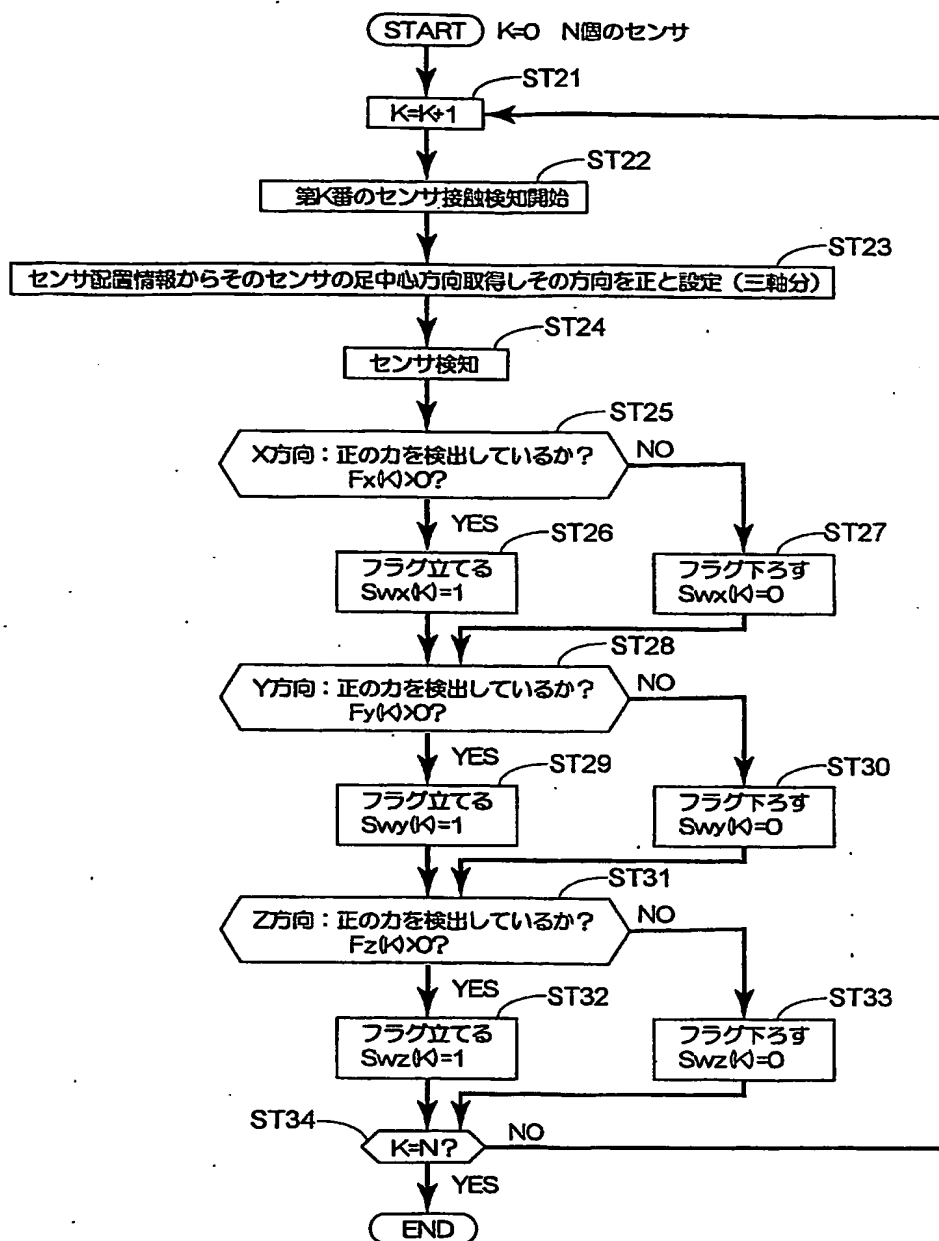 START K=0 N個のセンサ
ST21
K=K+1
ST22
第K番のセンサ接触検知開始
ST23
センサ配置情報からそのセンサの足中心方向取得しその方向を正と設定(三軸分)
ST24
センサ検知
ST25
X方向:正の力を検出しているか?
Fx(K)>0?
NO
YES
ST26
フラグ立てる
Swx(K)=1
ST27
フラグ下ろす
Swx(K)=0
ST28
Y方向:正の力を検出しているか?
Fy(K)>0?
NO
YES
ST29
フラグ立てる
Swy(K)=1
ST30
フラグ下ろす
Swy(K)=0
ST31
Z方向:正の力を検出しているか?
Fz(K)>0?
NO
YES
ST32
フラグ立てる
Swz(K)=1
ST33
フラグ下ろす
Swz(K)=0
ST34
K=N?
NO
YES
END